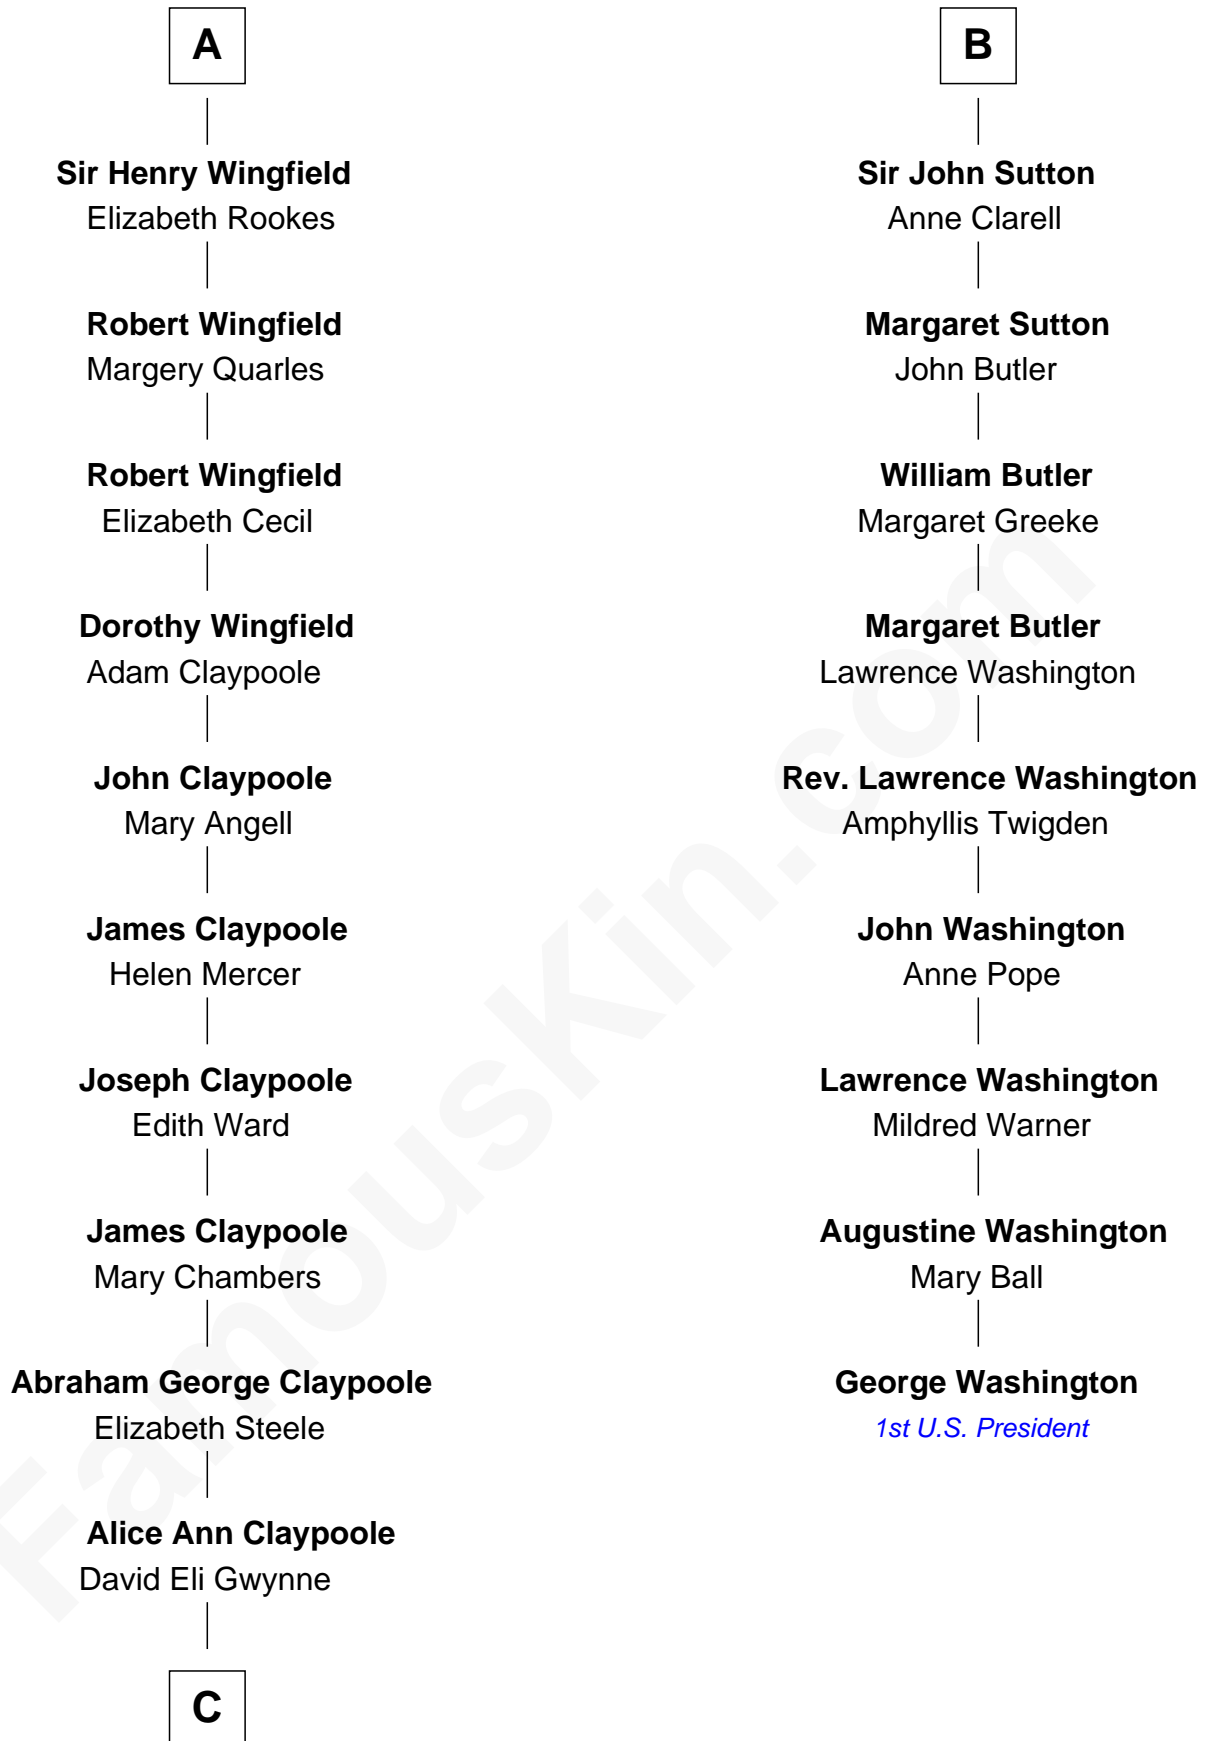 A
Sir Henry Wingfield
Elizabeth Rookes
Robert Wingfield
Margery Quarles
Robert Wingfield
Elizabeth Cecil
Dorothy Wingfield
Adam Claypoole
John Claypoole
Mary Angell
James Claypoole
Helen Mercer
Joseph Claypoole
Edith Ward
James Claypoole
Mary Chambers
Abraham George Claypoole
Elizabeth Steele
Alice Ann Claypoole
David Eli Gwynne
C
B
Sir John Sutton
Anne Clarell
Margaret Sutton
John Butler
William Butler
Margaret Greeke
Margaret Butler
Lawrence Washington
Rev. Lawrence Washington
Amphyllis Twigden
John Washington
Anne Pope
Lawrence Washington
Mildred Warner
Augustine Washington
Mary Ball
George Washington
1st U.S. President
FamousKin.com